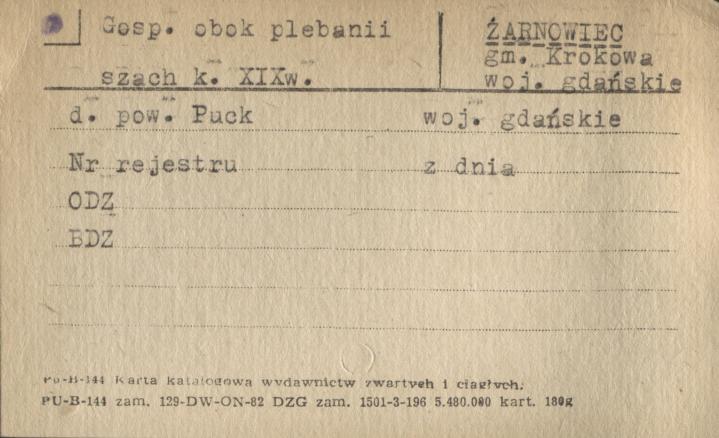 Gosp. obok plebanii
szach k. XIXw.
ŻARNOWIEC
gm. Krokowa
woj. gdańskie
d. pow. Puck woj. gdańskie
Nr rejestru z dnia
ODZ
BDZ
PU-B-144 Karta katalogowa wydawnictw zwartych i ciągłych.
PU-B-144 zam. 129-DW-ON-82 DZG zam. 1501-3-196 5.480.000 kart. 180g